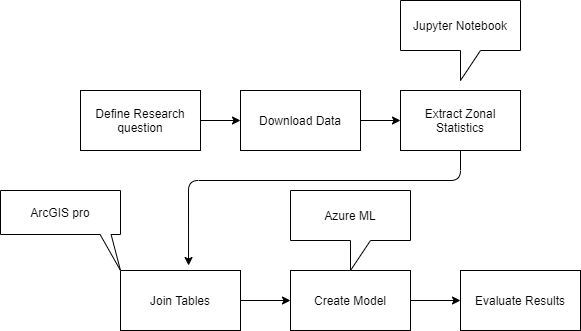 Jupyter Notebook
Define Research
question
Download Data
Extract Zonal
Statistics
ArcGIS pro
Azure ML
Join Tables
Create Model
Evaluate Results